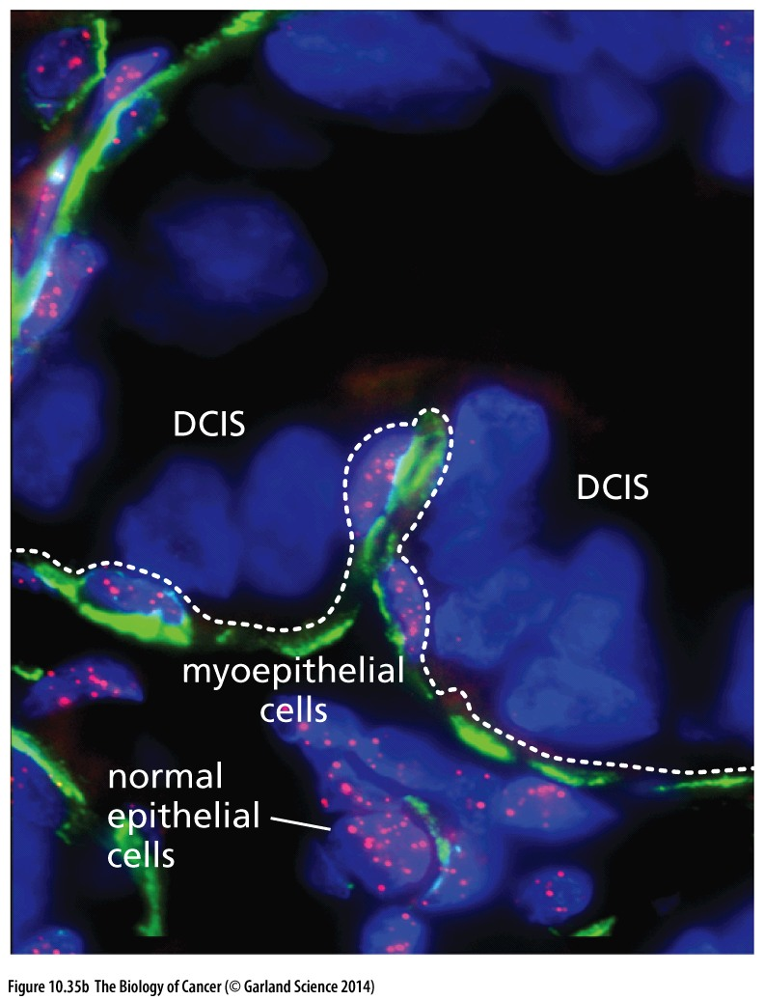 DCIS
DCIS
myoepithelial
cells
normal
epithelial
cells
Figure 10.35b The Biology of Cancer (© Garland Science 2014)